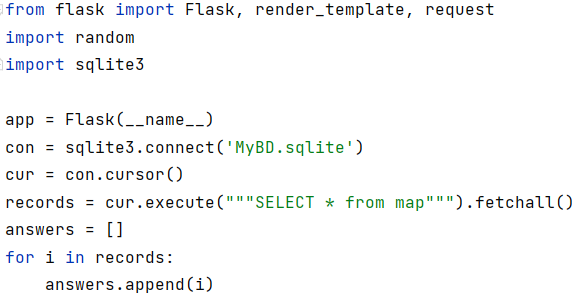 from flask import Flask, render_template, request
import random
import sqlite3
app = Flask(__name__)
con = sqlite3.connect('MyBD.sqlite')
cur = con.cursor()
records = cur.execute("""SELECT * from map""").fetchall()
answers = []
for i in records:
    answers.append(i)